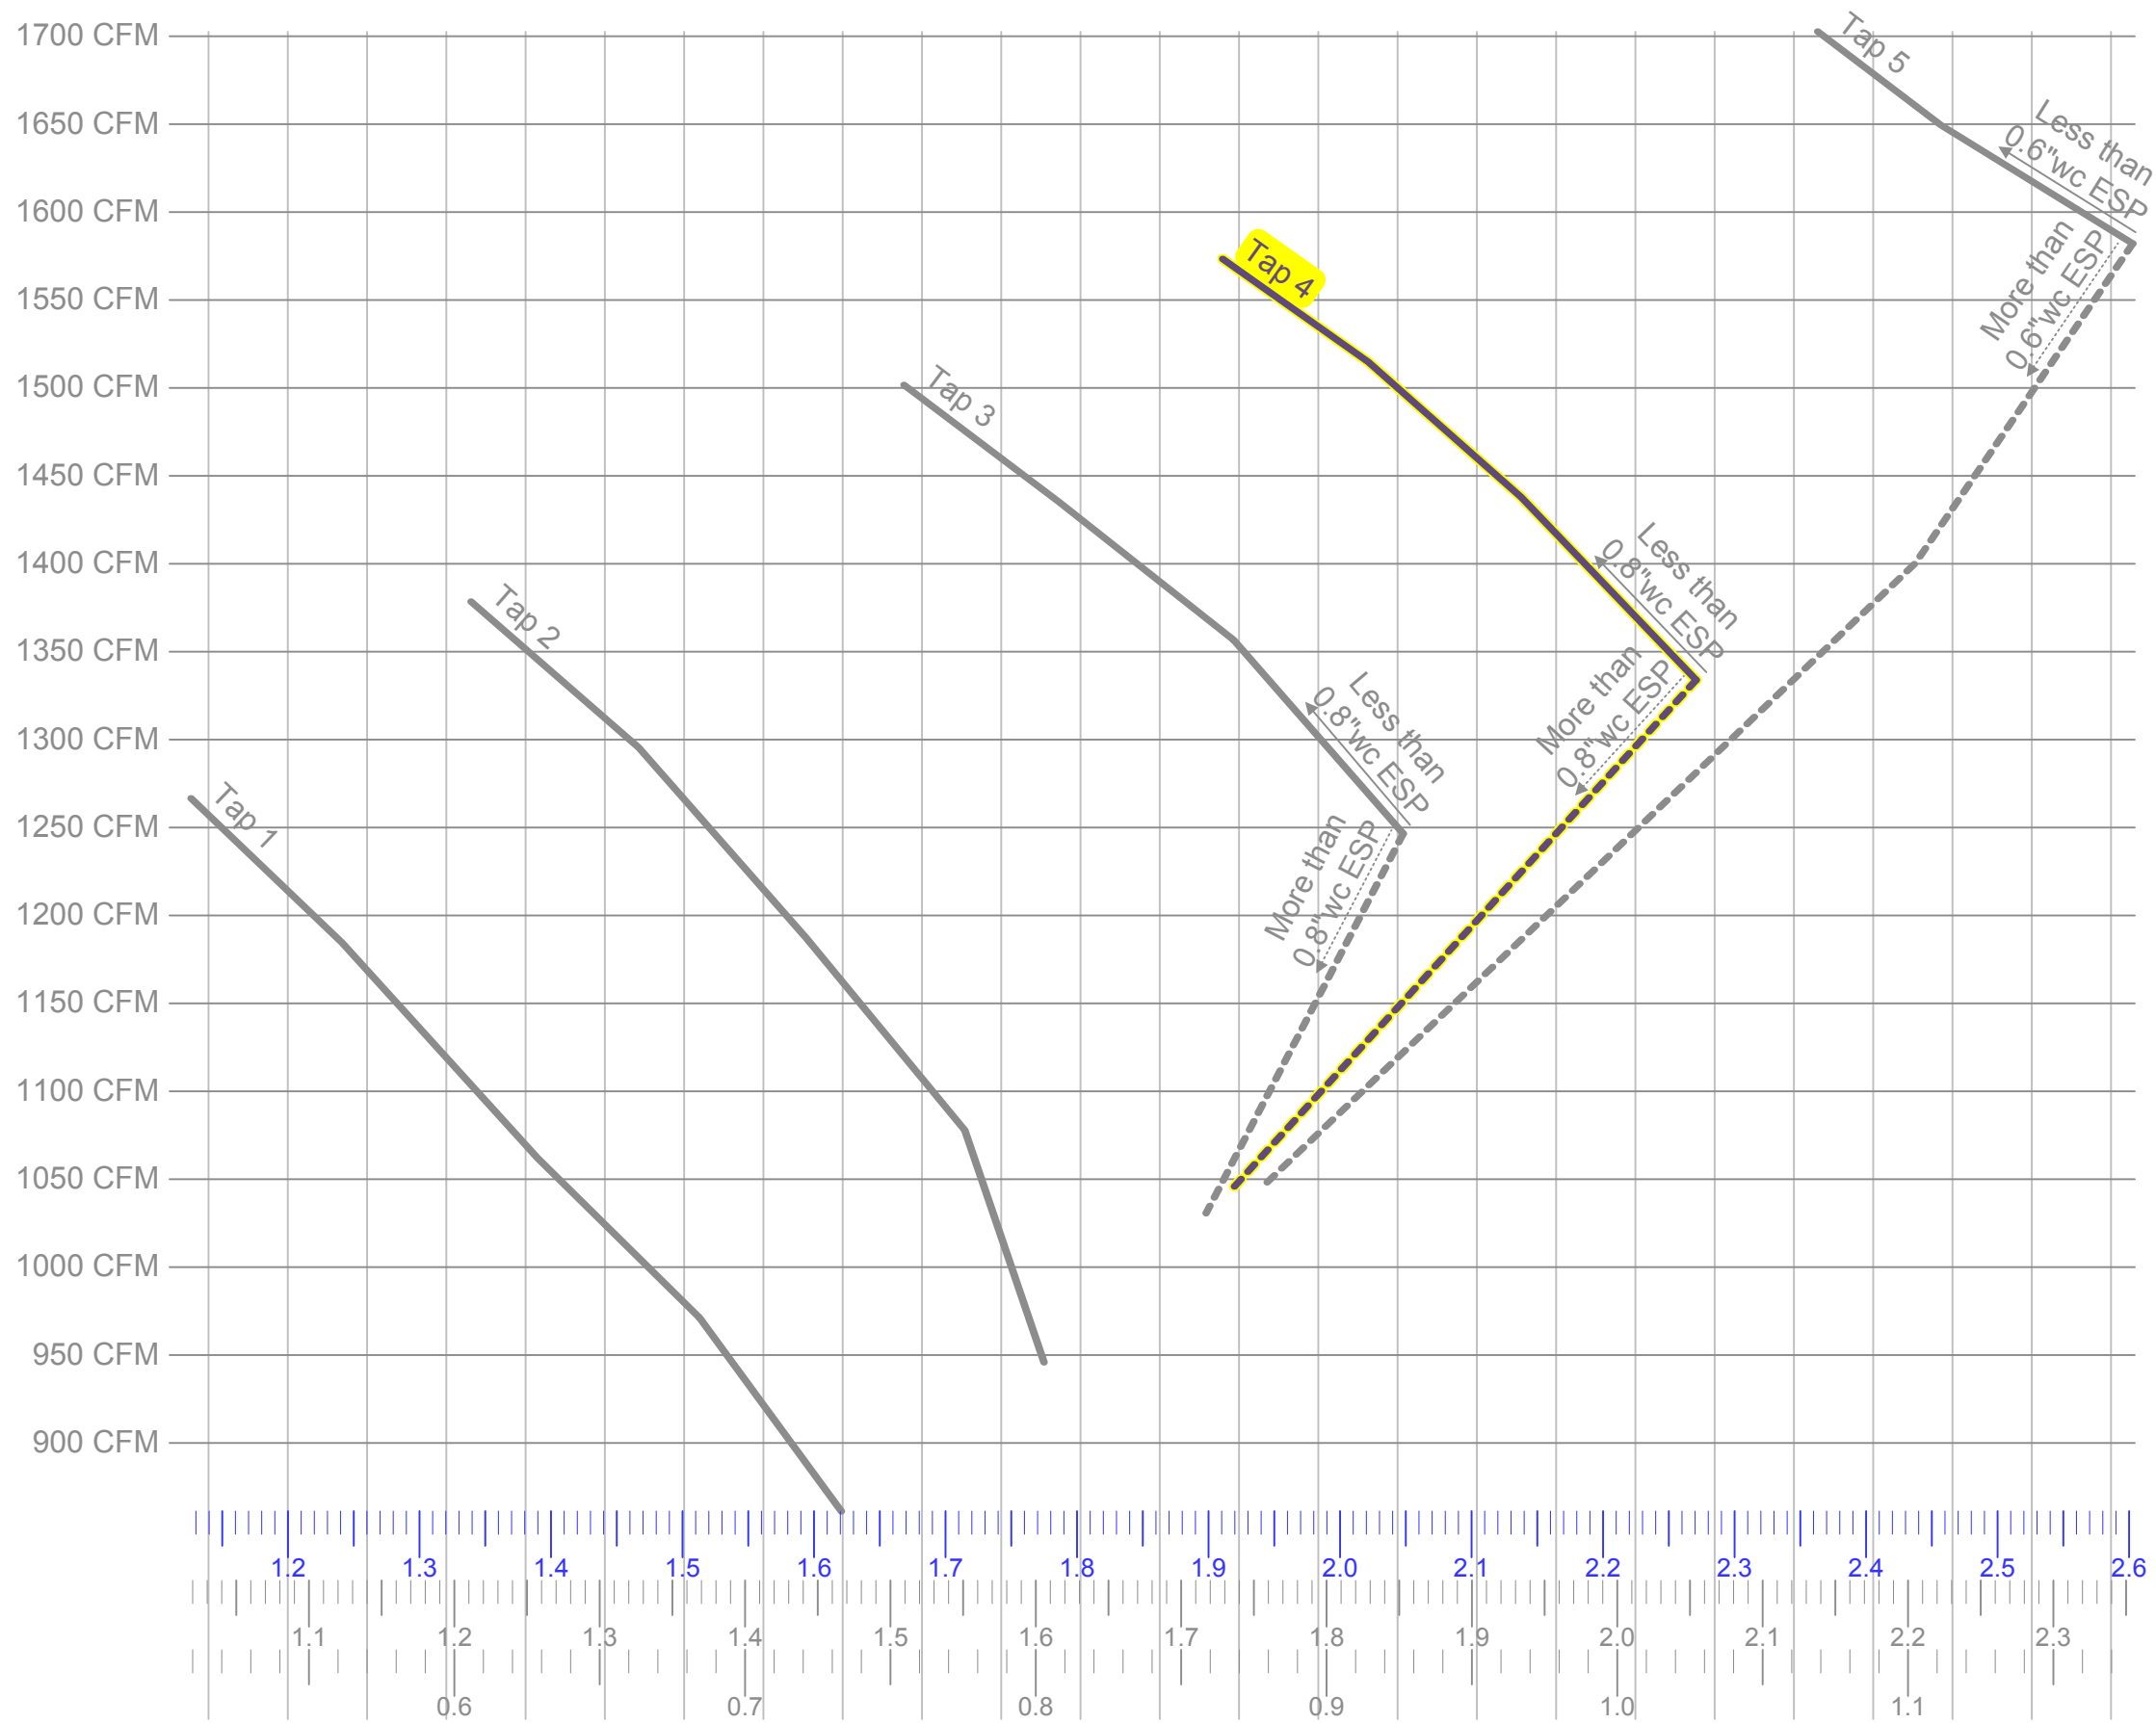 1700 CFM
1650 CFM
1600 CFM
1550 CFM
1500 CFM
1450 CFM
1400 CFM
1350 CFM
1300 CFM
1250 CFM
1200 CFM
1150 CFM
1100 CFM
1050 CFM
1000 CFM
950 CFM
900 CFM
Tap 1
Tap 2
Tap 3
Less than
0.8"wc ESP
More than
0.8"wc ESP
Tap 4
Less than
0.8"wc ESP
More than
0.8"wc ESP
Tap 5
Less than
0.6"wc ESP
More than
0.6"wc ESP
1.2 1.3 1.4 1.5 1.6 1.7 1.8 1.9 2.0 2.1 2.2 2.3 2.4 2.5 2.6
1.1 1.2 1.3 1.4 1.5 1.6 1.7 1.8 1.9 2.0 2.1 2.2 2.3
0.6 0.7 0.8 0.9 1.0 1.1